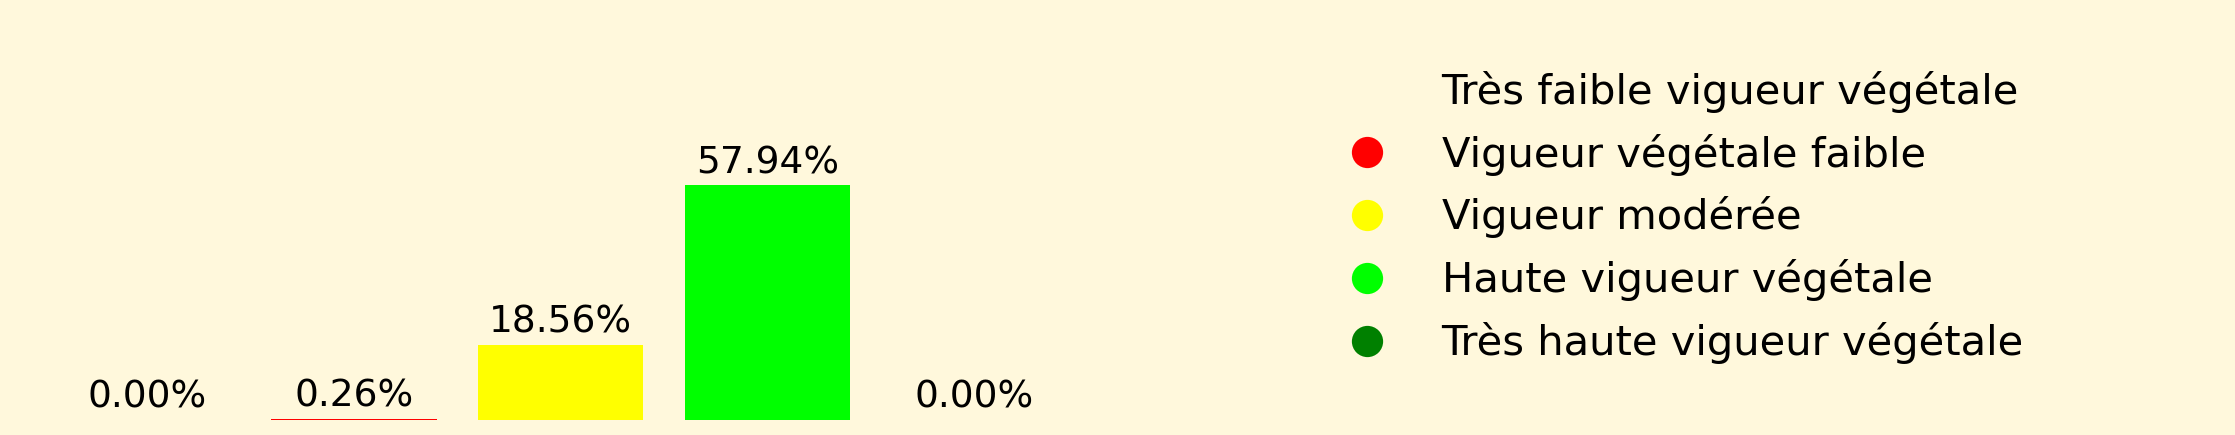 57.94%
18.56%
0.00%
0.26%
0.00%
Très faible vigueur végétale
Vigueur végétale faible
Vigueur modérée
Haute vigueur végétale
Très haute vigueur végétale